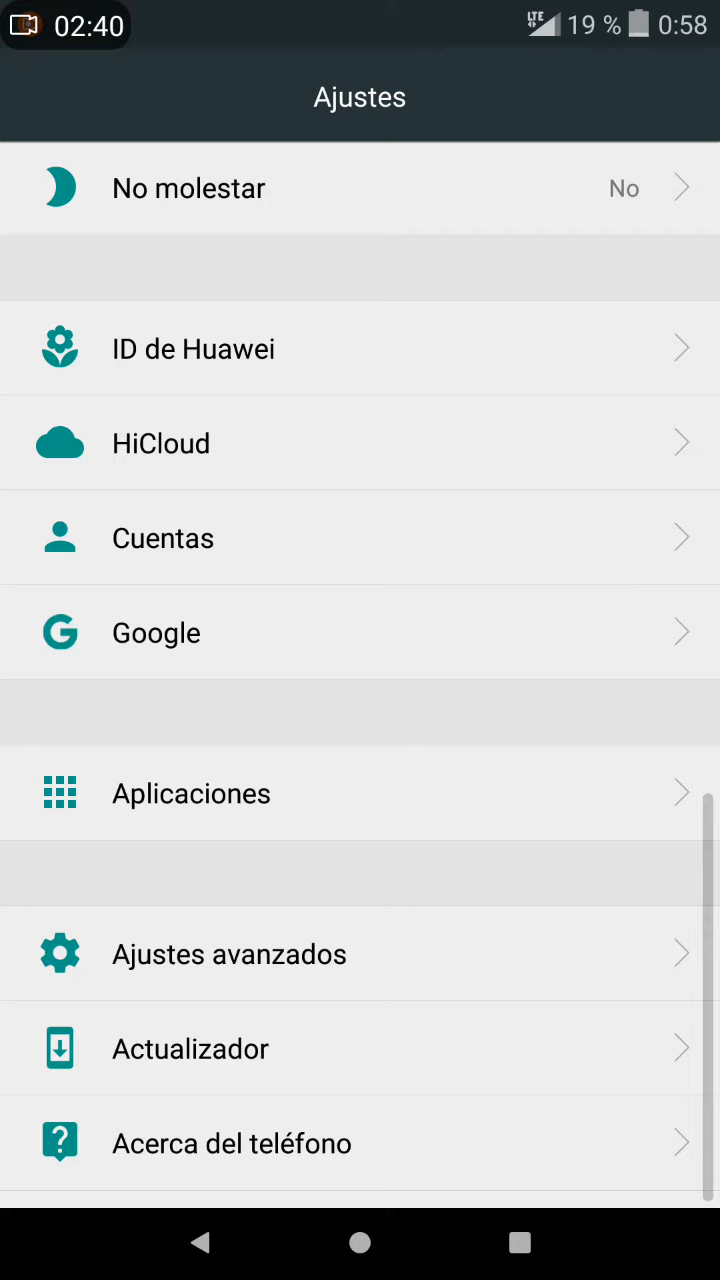 02:40 LTE 19 % 0:58
Ajustes
No molestar No
ID de Huawei
HiCloud
Cuentas
Google
Aplicaciones
Ajustes avanzados
Actualizador
Acerca del teléfono